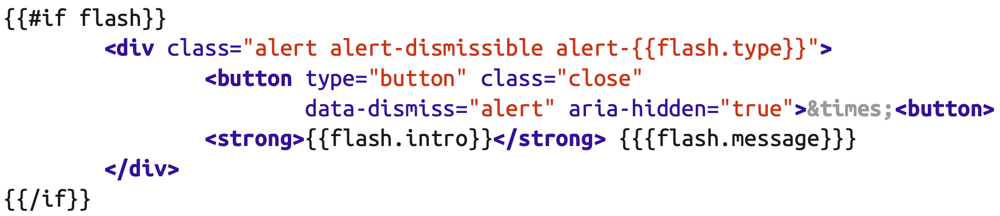 {{#if flash}}
        <div class="alert alert-dismissible alert-{{flash.type}}">
                <button type="button" class="close"
                        data-dismiss="alert" aria-hidden="true">&times;<button>
                <strong>{{flash.intro}}</strong> {{{flash.message}}}
        </div>
{{/if}}